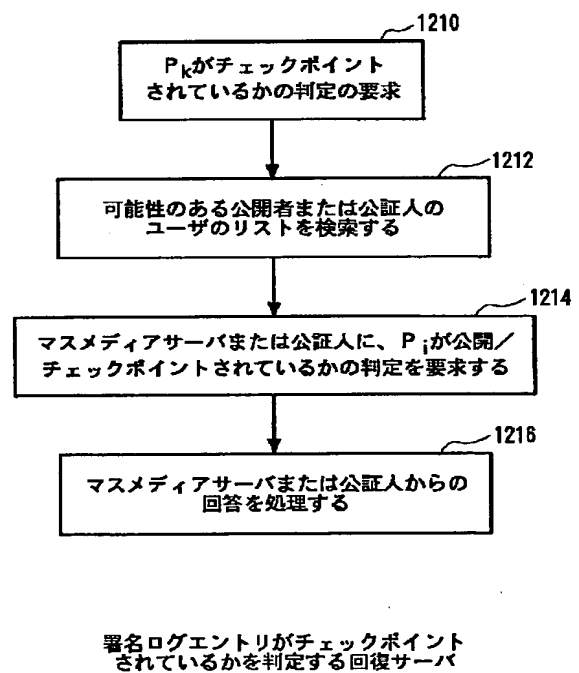 1210
Pkがチェックポイント
されているかの判定の要求
1212
可能性のある公開者または公証人の
ユーザのリストを検索する
1214
マスメディアサーバまたは公証人に、Piが公開／
チェックポイントされているかの判定を要求する
1216
マスメディアサーバまたは公証人からの
回答を処理する
署名ログエントリがチェックポイント
されているかを判定する回復サーバ